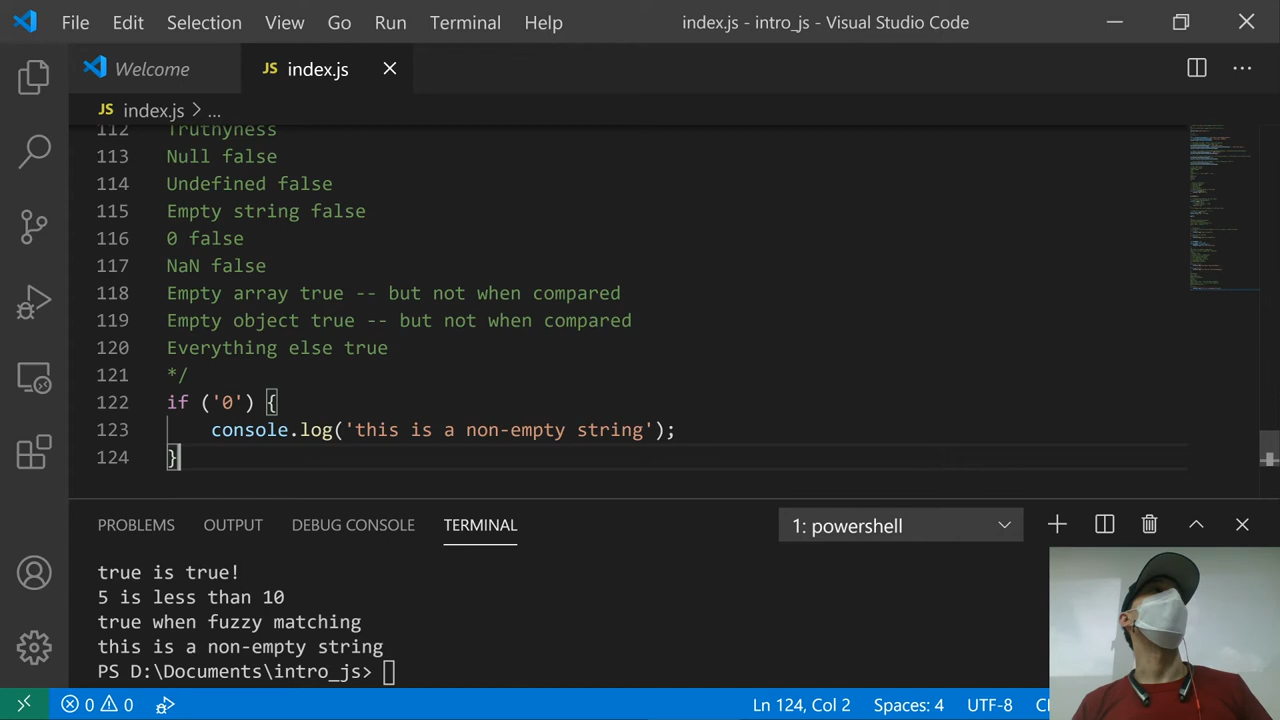 File Edit Selection View Go Run Terminal Help index.js - intro_js - Visual Studio Code
Welcome JS index.js
JS index.js > ...
112 Truthyness
113 Null false
114 Undefined false
115 Empty string false
116 0 false
117 NaN false
118 Empty array true -- but not when compared
119 Empty object true -- but not when compared
120 Everything else true
121 */
122 if ('0') {
123 console.log('this is a non-empty string');
124 }
PROBLEMS OUTPUT DEBUG CONSOLE TERMINAL 1: powershell
true is true!
5 is less than 10
true when fuzzy matching
this is a non-empty string
PS D:\Documents\intro_js>
0 0 Ln 124, Col 2 Spaces: 4 UTF-8